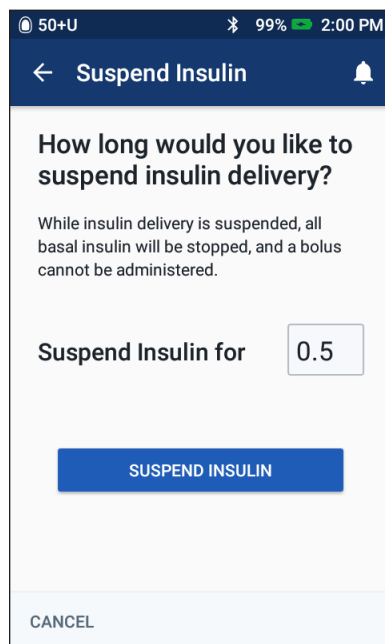 50+U 99% 2:00 PM
Suspend Insulin
How long would you like to
suspend insulin delivery?
While insulin delivery is suspended, all
basal insulin will be stopped, and a bolus
cannot be administered.
Suspend Insulin for 0.5
SUSPEND INSULIN
CANCEL